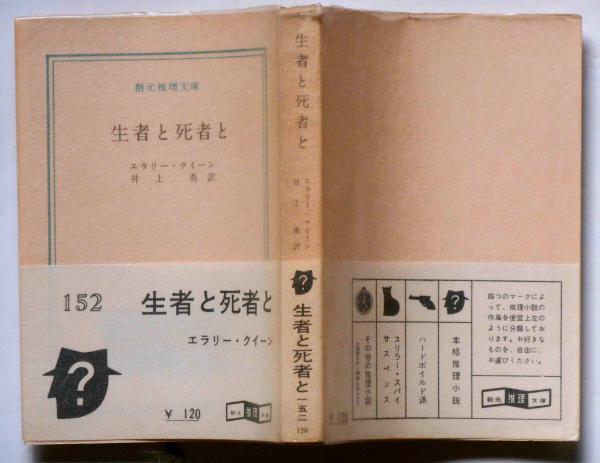 創元推理文庫
生者と死者と
エラリー・クイーン
井上 勇 訳
152
生者と死者と
エラリー・クイーン
?
¥ 120
創元 推理 文庫
生者と死者と
エラリー・クイーン
井上 勇 訳
?
生者と死者と 一五二
120
?
本格推理小説
ハードボイルド派
スリラー・スパイ
サスペンス
その他の推理小説
四つのマークによ
って、推理小説の
作風を便宜上左の
ように分類してお
ります。お好きな
ものを、自由に、
お選びください。
創元 推理 文庫